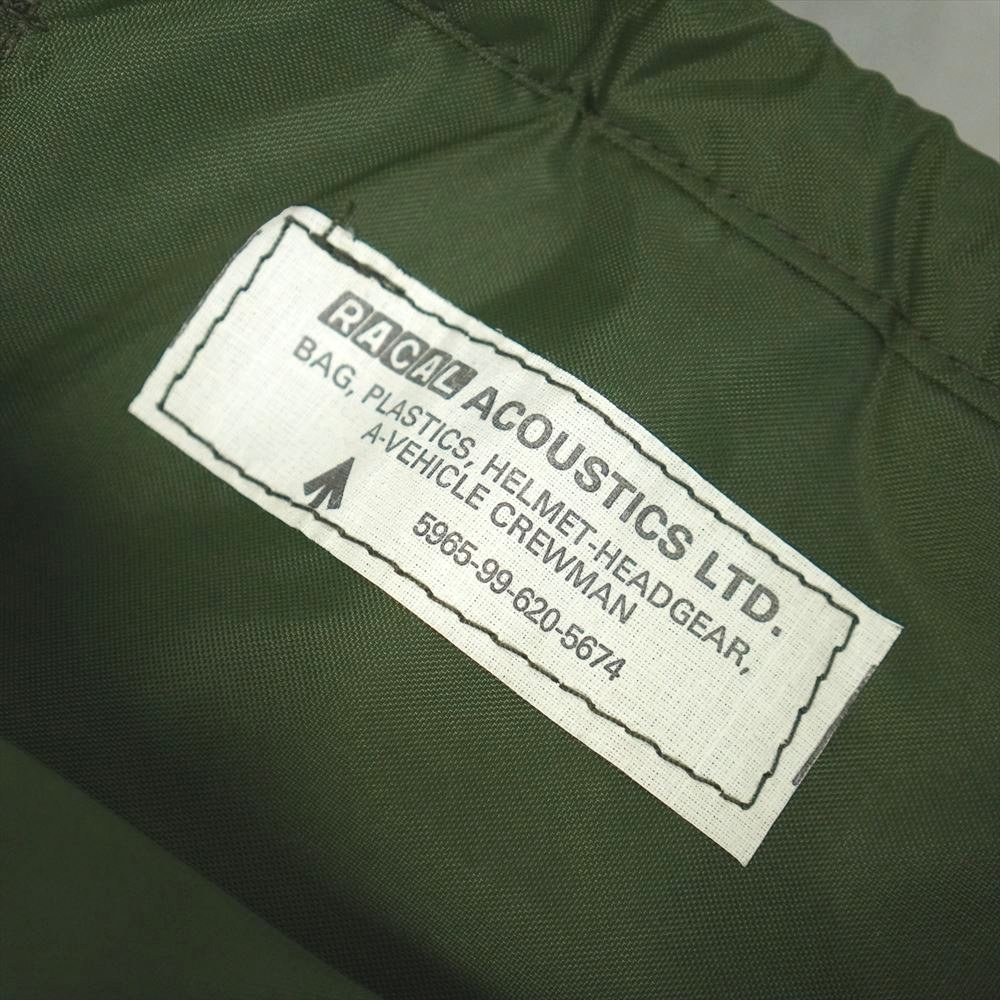 RACAL ACOUSTICS LTD.
BAG, PLASTICS, HELMET-HEADGEAR,
A-VEHICLE CREWMAN
5965-99-620-5674